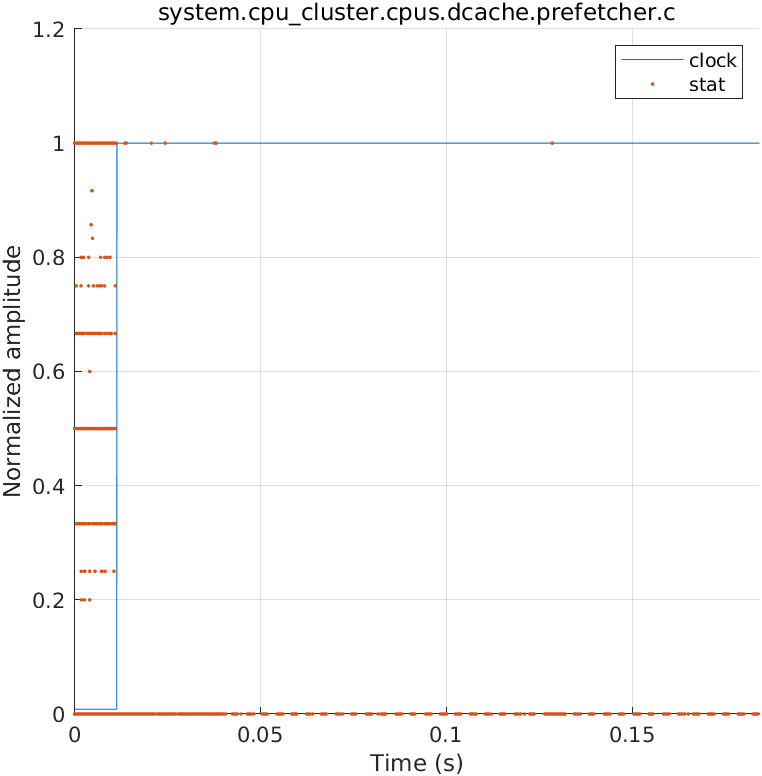 system.cpu_cluster.cpus.dcache.prefetcher.c
1.2
clock
stat
1
0.8
0.6
0.4
0.2
0
Normalized amplitude
0
0.05
0.1
0.15
Time (s)